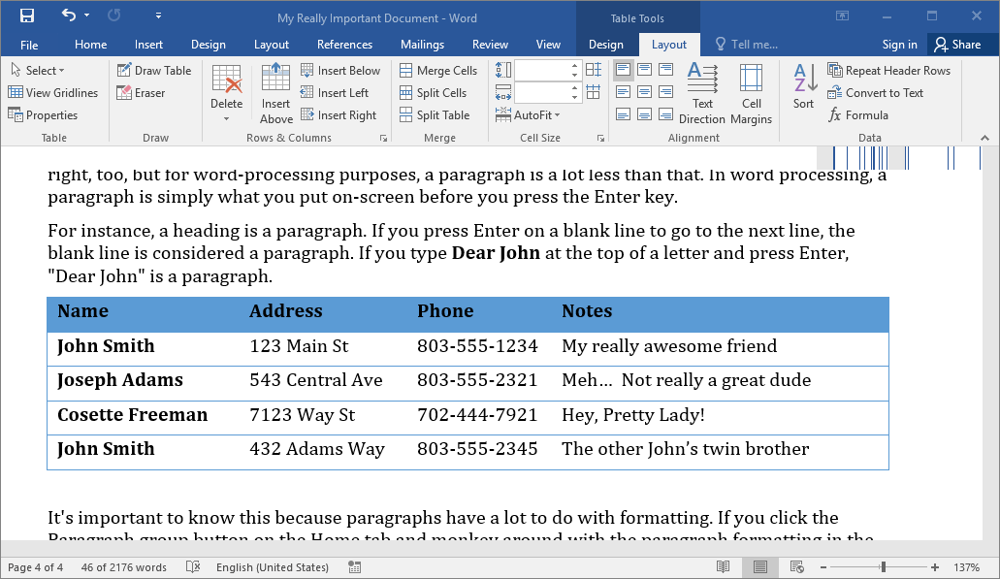 My Really Important Document - Word
Table Tools
File Home Insert Design Layout References Mailings Review View Design Layout Tell me... Sign in Share
Select
View Gridlines
Properties
Table
Draw Table
Eraser
Draw
Delete
Insert Above
Insert Below
Insert Left
Insert Right
Rows & Columns
Merge Cells
Split Cells
Split Table
Merge
AutoFit
Cell Size
Text Direction
Cell Margins
Alignment
A Z
Sort
Repeat Header Rows
Convert to Text
fx Formula
Data
right, too, but for word-processing purposes, a paragraph is a lot less than that. In word processing, a
paragraph is simply what you put on-screen before you press the Enter key.
For instance, a heading is a paragraph. If you press Enter on a blank line to go to the next line, the
blank line is considered a paragraph. If you type Dear John at the top of a letter and press Enter,
"Dear John" is a paragraph.
Name Address Phone Notes
John Smith 123 Main St 803-555-1234 My really awesome friend
Joseph Adams 543 Central Ave 803-555-2321 Meh… Not really a great dude
Cosette Freeman 7123 Way St 702-444-7921 Hey, Pretty Lady!
John Smith 432 Adams Way 803-555-2345 The other John’s twin brother
It's important to know this because paragraphs have a lot to do with formatting. If you click the
Paragraph group button on the Home tab and monkey around with the paragraph formatting in the
Page 4 of 4 46 of 2176 words English (United States) 137%